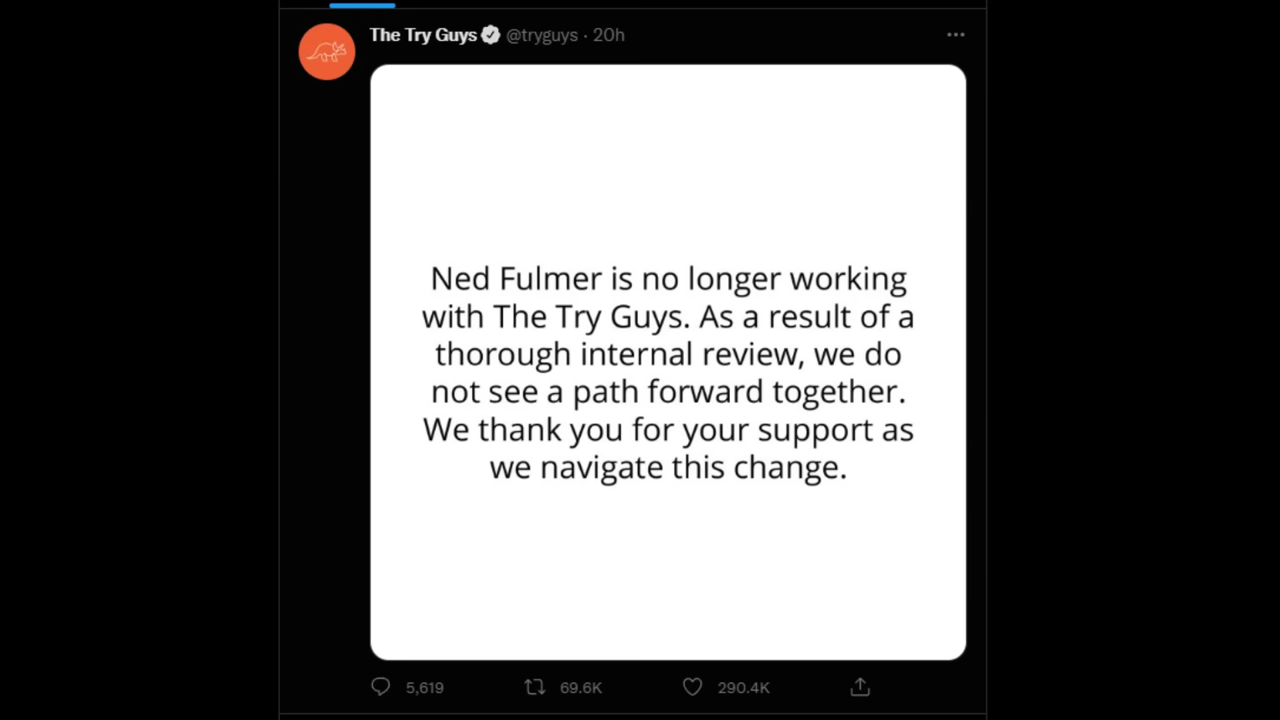 The Try Guys @tryguys · 20h
Ned Fulmer is no longer working
with The Try Guys. As a result of a
thorough internal review, we do
not see a path forward together.
We thank you for your support as
we navigate this change.
5,619 69.6K 290.4K